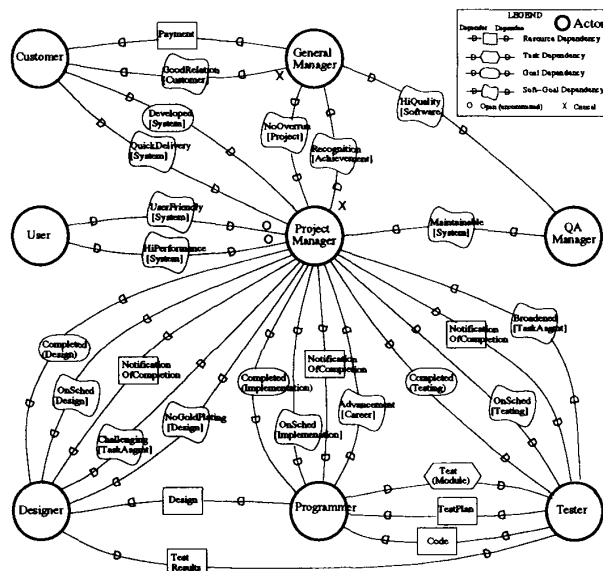 LEGEND
Actor
Depender
Dependee
Resource Dependency
Task Dependency
Goal Dependency
Soft-Goal Dependency
O Open (uncommitted)
X Critical
Customer
Payment
General
Manager
GoodRelation
[Customer]
X
Developed
[System]
QuickDelivery
[System]
NoOverrun
[Project]
Recognition
[Achievement]
X
HiQuality
[Software]
User
UserFriendly
[System]
HiPerformance
[System]
O
O
Project
Manager
Maintainable
[System]
QA
Manager
Completed
(Design)
OnSched
[Design]
Notification
OfCompletion
Challenging
[TaskAsgmt]
NoGoldPlating
[Design]
Completed
(Implementation)
OnSched
[Implemenation]
Notification
OfCompletion
Advancement
[Career]
Completed
(Testing)
OnSched
[Testing]
Notification
OfCompletion
Broadened
[TaskAsgmt]
Designer
Design
Programmer
Test
(Module)
TestPlan
Code
Tester
Test
Results